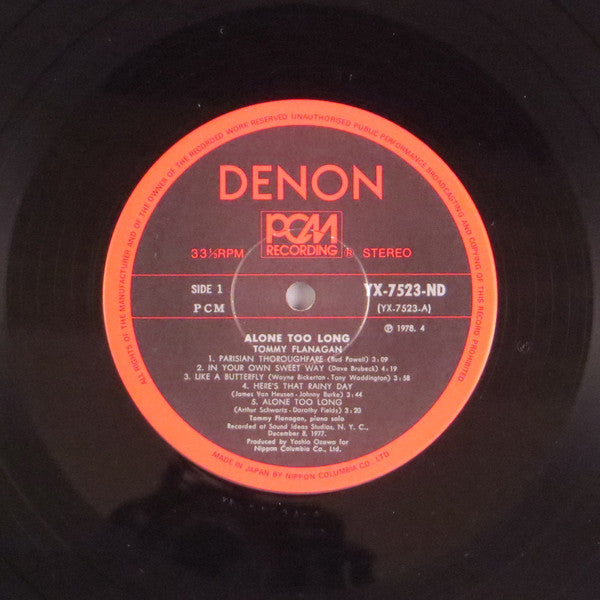 ALL RIGHTS OF THE MANUFACTURER AND OF THE OWNER OF THE RECORDED WORK RESERVED UNAUTHORISED PUBLIC PERFORMANCE BROADCASTING AND COPYING OF THIS RECORD PROHIBITED
DENON
PCM
RECORDING
33⅓RPM ® STEREO
SIDE 1 YX-7523-ND
PCM (YX-7523-A)
℗ 1978. 4
ALONE TOO LONG
TOMMY FLANAGAN
1. PARISIAN THOROUGHFARE (Bud Powell) 3:09
2. IN YOUR OWN SWEET WAY (Dave Brubeck) 4:19
3. LIKE A BUTTERFLY (Wayne Bickerton - Tony Waddington) 3:58
4. HERE'S THAT RAINY DAY
(James Van Heusen - Johnny Burke) 3:44
5. ALONE TOO LONG
(Arthur Schwartz - Dorothy Fields) 3:20
Tommy Flanagan, piano solo
Recorded at Sound Ideas Studios, N. Y. C.,
December 8, 1977.
Produced by Yoshio Ozawa for
Nippon Columbia Co., Ltd.
MADE IN JAPAN BY NIPPON COLUMBIA CO. LTD